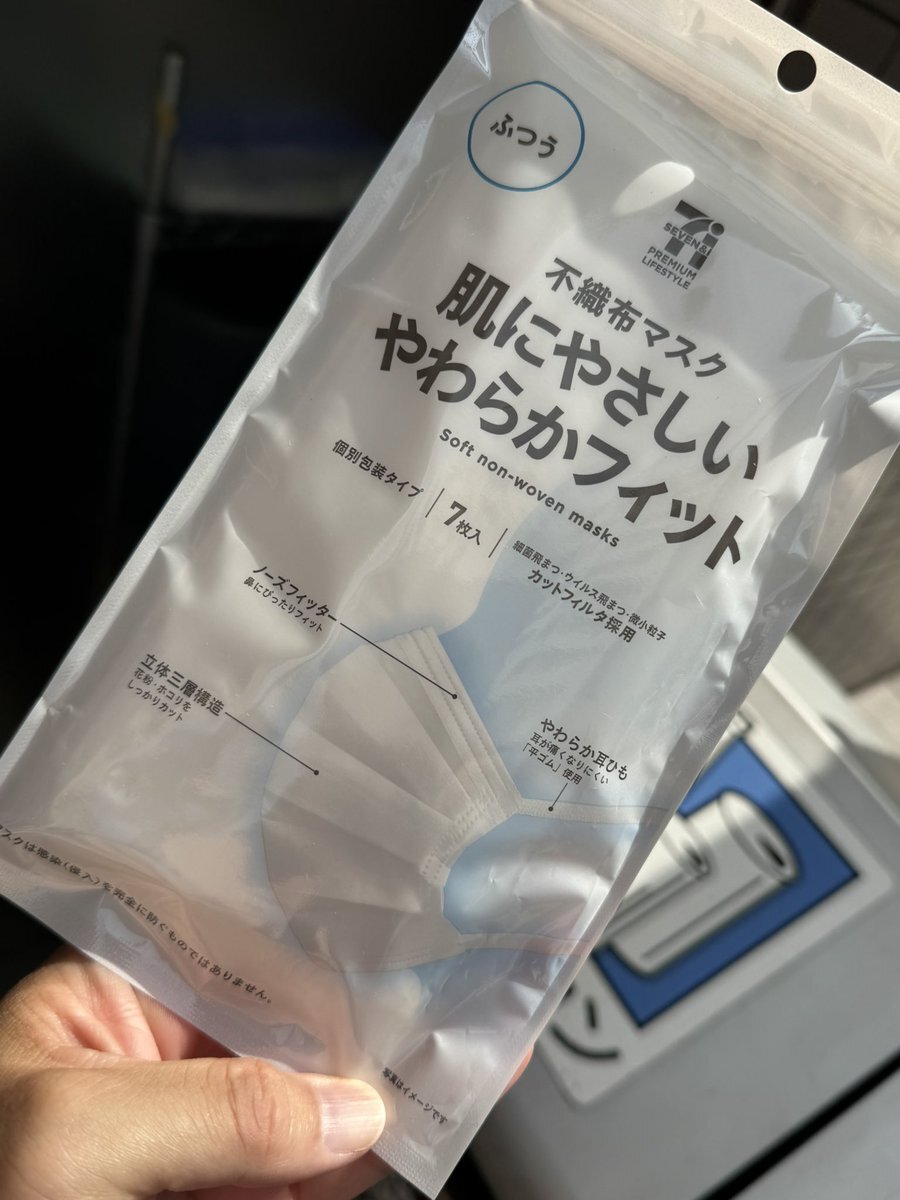 ふつう
7i
SEVEN&i
PREMIUM
LIFESTYLE
不織布マスク
肌にやさしい
やわらかフィット
Soft non-woven masks
個別包装タイプ
7枚入
細菌飛まつ・ウイルス飛まつ・微小粒子
カットフィルタ採用
ノーズフィッター
鼻にぴったりフィット
立体三層構造
花粉・ホコリを
しっかりカット
やわらか耳ひも
耳が痛くなりにくい
「平ゴム」使用
マスクは感染(侵入)を完全に防ぐものではありません。
写真はイメージです
ン